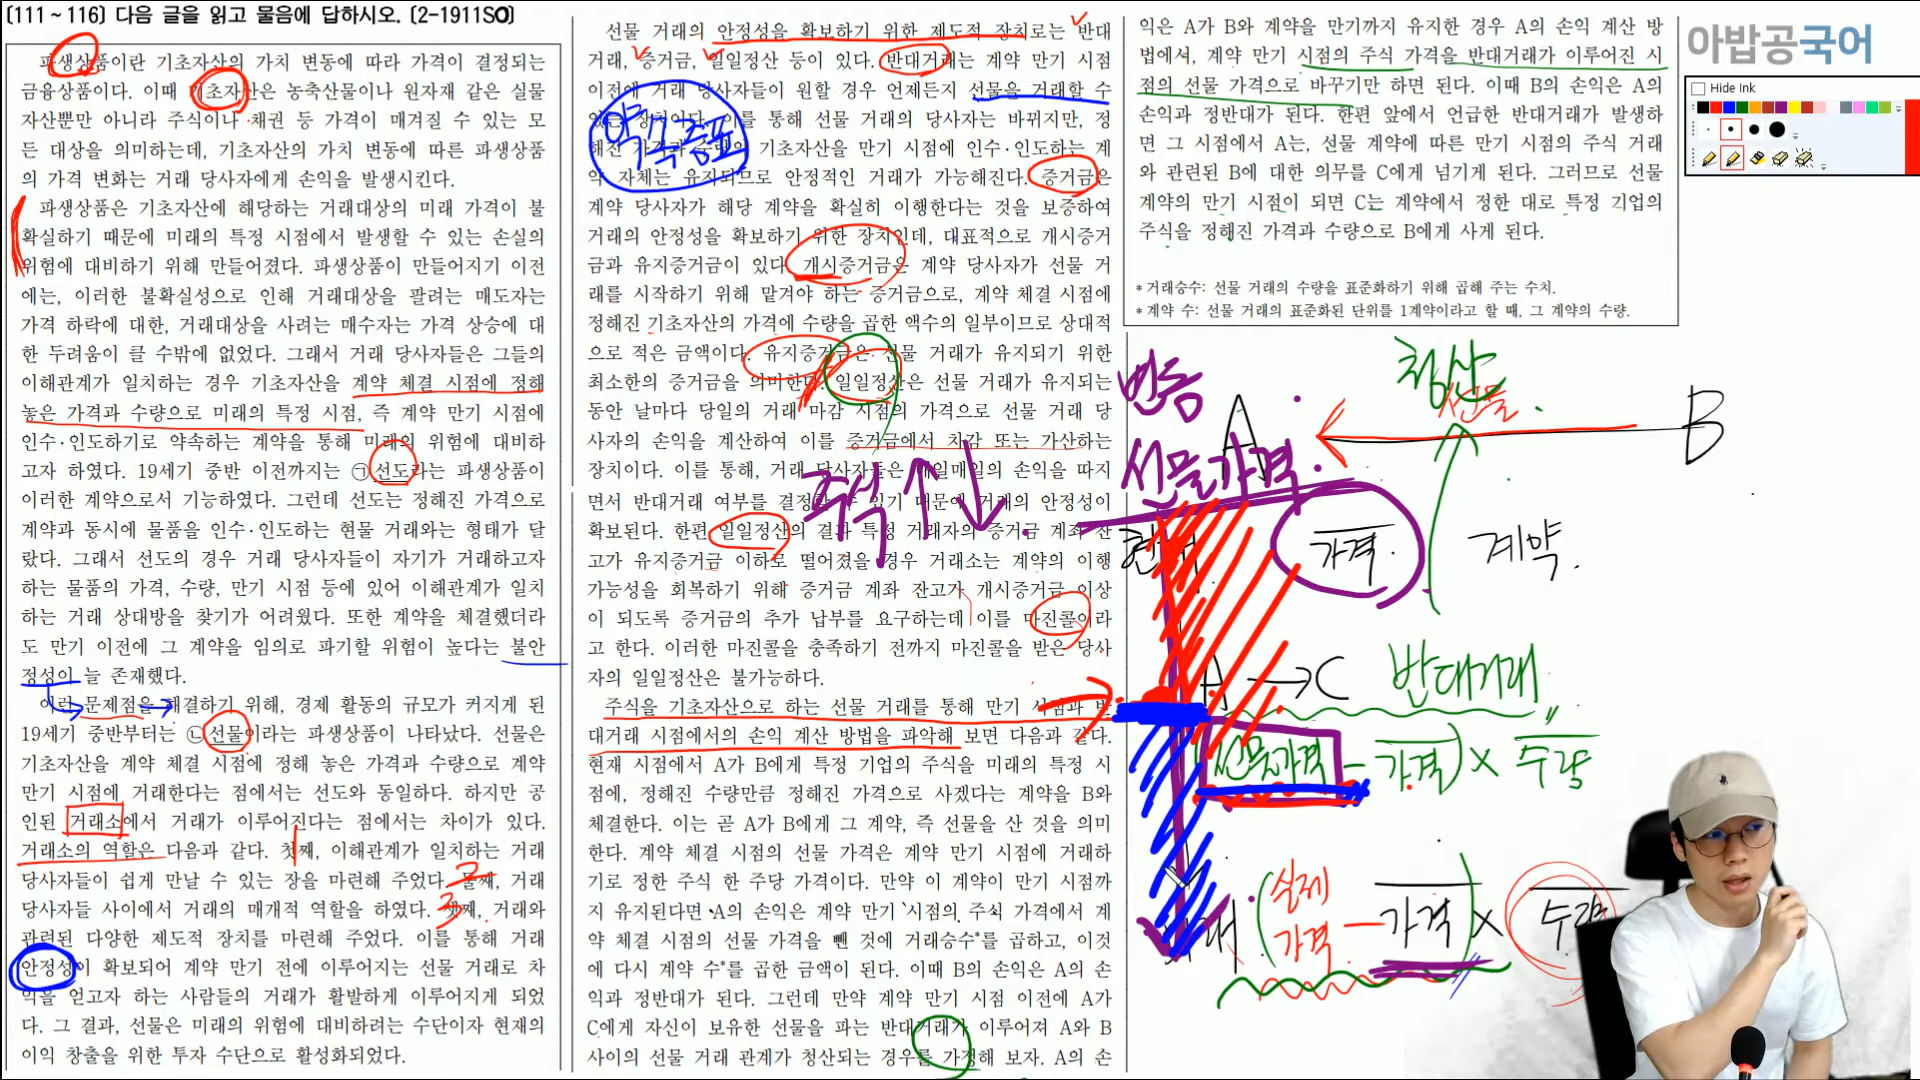 [111 ~ 116] 다음 글을 읽고 물음에 답하시오. [2-1911SO]
파생상품이란 기초자산의 가치 변동에 따라 가격이 결정되는
금융상품이다. 이때 기초자산은 농축산물이나 원자재 같은 실물
자산뿐만 아니라 주식이나 채권 등 가격이 매겨질 수 있는 모
든 대상을 의미하는데, 기초자산의 가치 변동에 따른 파생상품
의 가격 변화는 거래 당사자에게 손익을 발생시킨다.
파생상품은 기초자산에 해당하는 거래대상의 미래 가격이 불
확실하기 때문에 미래의 특정 시점에서 발생할 수 있는 손실의
위험에 대비하기 위해 만들어졌다. 파생상품이 만들어지기 이전
에는, 이러한 불확실성으로 인해 거래대상을 팔려는 매도자는
가격 하락에 대한, 거래대상을 사려는 매수자는 가격 상승에 대
한 두려움이 클 수밖에 없었다. 그래서 거래 당사자들은 그들의
이해관계가 일치하는 경우 기초자산을 계약 체결 시점에 정해
놓은 가격과 수량으로 미래의 특정 시점, 즉 계약 만기 시점에
인수·인도하기로 약속하는 계약을 통해 미래의 위험에 대비하
고자 하였다. 19세기 중반 이전까지는 ㉠선도라는 파생상품이
이러한 계약으로서 기능하였다. 그런데 선도는 정해진 가격으로
계약과 동시에 물품을 인수·인도하는 현물 거래와는 형태가 달
랐다. 그래서 선도의 경우 거래 당사자들이 자기가 거래하고자
하는 물품의 가격, 수량, 만기 시점 등에 있어 이해관계가 일치
하는 거래 상대방을 찾기가 어려웠다. 또한 계약을 체결했더라
도 만기 이전에 그 계약을 임의로 파기할 위험이 높다는 불안
정성이 늘 존재했다.
이런 문제점을 해결하기 위해, 경제 활동의 규모가 커지게 된
19세기 중반부터는 ㉡선물이라는 파생상품이 나타났다. 선물은
기초자산을 계약 체결 시점에 정해 놓은 가격과 수량으로 계약
만기 시점에 거래한다는 점에서는 선도와 동일하다. 하지만 공
인된 거래소에서 거래가 이루어진다는 점에서는 차이가 있다.
거래소의 역할은 다음과 같다. 첫째, 이해관계가 일치하는 거래
당사자들이 쉽게 만날 수 있는 장을 마련해 주었다. 둘째, 거래
당사자들 사이에서 거래의 매개적 역할을 하였다. 셋째, 거래와
관련된 다양한 제도적 장치를 마련해 주었다. 이를 통해 거래
안정성이 확보되어 계약 만기 전에 이루어지는 선물 거래로 차
익을 얻고자 하는 사람들의 거래가 활발하게 이루어지게 되었
다. 그 결과, 선물은 미래의 위험에 대비하려는 수단이자 현재의
이익 창출을 위한 투자 수단으로 활성화되었다.
2
3
선물 거래의 안정성을 확보하기 위한 제도적 장치로는 반대
거래, 증거금, 일일정산 등이 있다. 반대거래는 계약 만기 시점
이전에 거래 당사자들이 원할 경우 언제든지 선물을 거래할 수
있는 장치이다. 이를 통해 선물 거래의 당사자는 바뀌지만, 정
해진 가격과 수량의 기초자산을 만기 시점에 인수·인도하는 계
약 자체는 유지되므로 안정적인 거래가 가능해진다. 증거금은
계약 당사자가 해당 계약을 확실히 이행한다는 것을 보증하여
거래의 안정성을 확보하기 위한 장치인데, 대표적으로 개시증거
금과 유지증거금이 있다. 개시증거금은 계약 당사자가 선물 거
래를 시작하기 위해 맡겨야 하는 증거금으로, 계약 체결 시점에
정해진 기초자산의 가격에 수량을 곱한 액수의 일부이므로 상대적
으로 적은 금액이다. 유지증거금은 선물 거래가 유지되기 위한
최소한의 증거금을 의미한다. 일일정산은 선물 거래가 유지되는
동안 날마다 당일의 거래 마감 시점의 가격으로 선물 거래 당
사자의 손익을 계산하여 이를 증거금에서 차감 또는 가산하는
장치이다. 이를 통해, 거래 당사자들은 매일매일의 손익을 따지
면서 반대거래 여부를 결정할 수 있기 때문에 거래의 안정성이
확보된다. 한편 일일정산의 결과 특정 거래자의 증거금 계좌 잔
고가 유지증거금 이하로 떨어졌을 경우 거래소는 계약의 이행
가능성을 회복하기 위해 증거금 계좌 잔고가 개시증거금 이상
이 되도록 증거금의 추가 납부를 요구하는데 이를 마진콜이라
고 한다. 이러한 마진콜을 충족하기 전까지 마진콜을 받은 당사
자의 일일정산은 불가능하다.
주식을 기초자산으로 하는 선물 거래를 통해 만기 시점과 반
대거래 시점에서의 손익 계산 방법을 파악해 보면 다음과 같다.
현재 시점에서 A가 B에게 특정 기업의 주식을 미래의 특정 시
점에, 정해진 수량만큼 정해진 가격으로 사겠다는 계약을 B와
체결한다. 이는 곧 A가 B에게 그 계약, 즉 선물을 산 것을 의미
한다. 계약 체결 시점의 선물 가격은 계약 만기 시점에 거래하
기로 정한 주식 한 주당 가격이다. 만약 이 계약이 만기 시점까
지 유지된다면 A의 손익은 계약 만기 시점의 주식 가격에서 계
약 체결 시점의 선물 가격을 뺀 것에 거래승수*를 곱하고, 이것
에 다시 계약 수*를 곱한 금액이 된다. 이때 B의 손익은 A의 손
익과 정반대가 된다. 그런데 만약 계약 만기 시점 이전에 A가
C에게 자신이 보유한 선물을 파는 반대거래가 이루어져 A와 B
사이의 선물 거래 관계가 청산되는 경우를 가정해 보자. A의 손
약속증표
주식
익은 A가 B와 계약을 만기까지 유지한 경우 A의 손익 계산 방
법에서, 계약 만기 시점의 주식 가격을 반대거래가 이루어진 시
점의 선물 가격으로 바꾸기만 하면 된다. 이때 B의 손익은 A의
손익과 정반대가 된다. 한편 앞에서 언급한 반대거래가 발생하
면 그 시점에서 A는, 선물 계약에 따른 만기 시점의 주식 거래
와 관련된 B에 대한 의무를 C에게 넘기게 된다. 그러므로 선물
계약의 만기 시점이 되면 C는 계약에서 정한 대로 특정 기업의
주식을 정해진 가격과 수량으로 B에게 사게 된다.
* 거래승수: 선물 거래의 수량을 표준화하기 위해 곱해 주는 수치.
* 계약 수: 선물 거래의 표준화된 단위를 1계약이라고 할 때, 그 계약의 수량.
아밥공국어
Hide Ink
변동
선물가격
청산
선물
A
B
가격
계약
A → C 반대거래
선물가격 - 가격) × 수량
(실제 가격 - 가격) × 수량